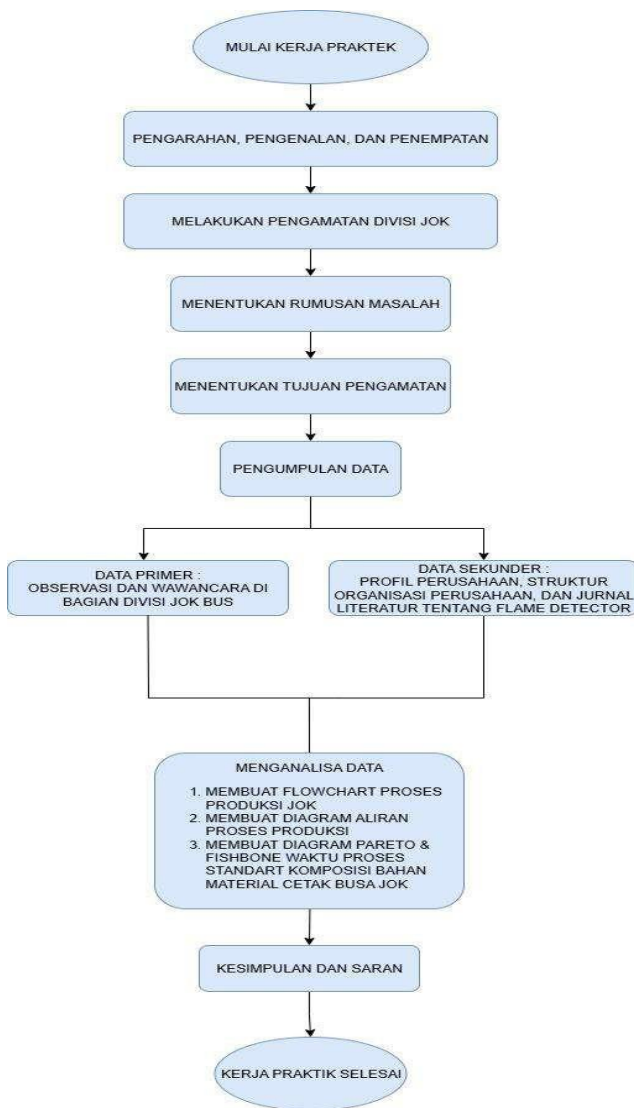 MULAI KERJA PRAKTEK
PENGARAHAN, PENGENALAN, DAN PENEMPATAN
MELAKUKAN PENGAMATAN DIVISI JOK
MENENTUKAN RUMUSAN MASALAH
MENENTUKAN TUJUAN PENGAMATAN
PENGUMPULAN DATA
DATA PRIMER :
OBSERVASI DAN WAWANCARA DI
BAGIAN DIVISI JOK BUS
DATA SEKUNDER :
PROFIL PERUSAHAAN, STRUKTUR
ORGANISASI PERUSAHAAN, DAN JURNAL
LITERATUR TENTANG FLAME DETECTOR
MENGANALISA DATA
1. MEMBUAT FLOWCHART PROSES
PRODUKSI JOK
2. MEMBUAT DIAGRAM ALIRAN
PROSES PRODUKSI
3. MEMBUAT DIAGRAM PARETO &
FISHBONE WAKTU PROSES
STANDART KOMPOSISI BAHAN
MATERIAL CETAK BUSA JOK
KESIMPULAN DAN SARAN
KERJA PRAKTIK SELESAI